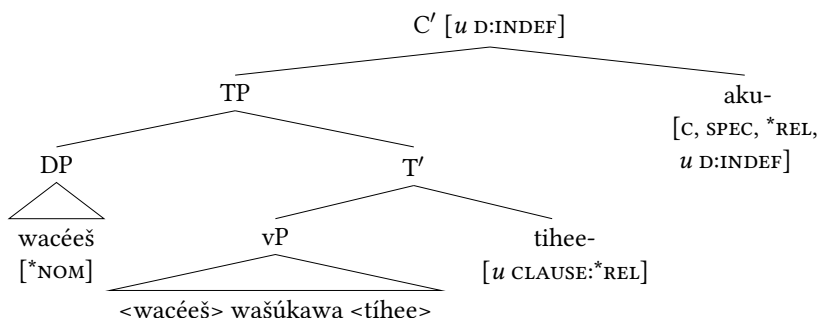 C′ [u D:INDEF]
TP aku-
[C, SPEC, *REL,
u D:INDEF]
DP T′
wacéeš vP tihee-
[*NOM] [u CLAUSE:*REL]
<wacéeš> wašúkawa <tíhee>